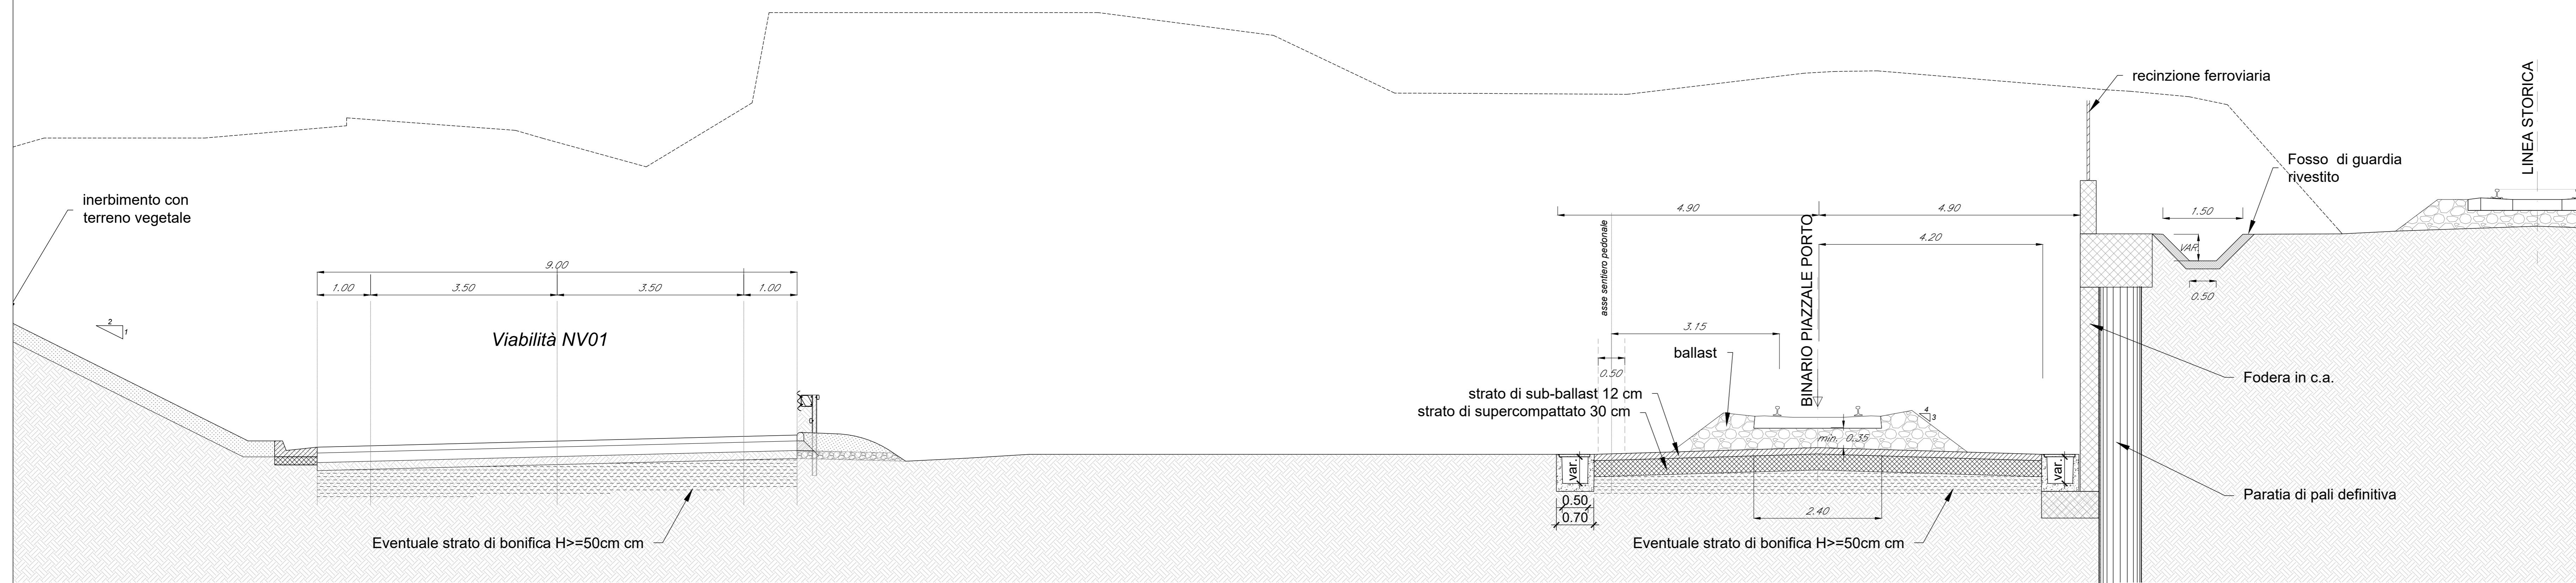 inerbimento con
terreno vegetale
2
1
9.00
1.00
3.50
3.50
1.00
Viabilità NV01
Eventuale strato di bonifica H>=50cm cm
4.90
4.90
4.20
asse sentiero pedonale
BINARIO PIAZZALE PORTO
3.15
0.50
ballast
strato di sub-ballast 12 cm
strato di supercompattato 30 cm
4
3
min. 0.35
var.
var.
0.50
0.70
2.40
Eventuale strato di bonifica H>=50cm cm
recinzione ferroviaria
LINEA STORICA
Fosso di guardia
rivestito
1.50
VAR.
0.50
Fodera in c.a.
Paratia di pali definitiva